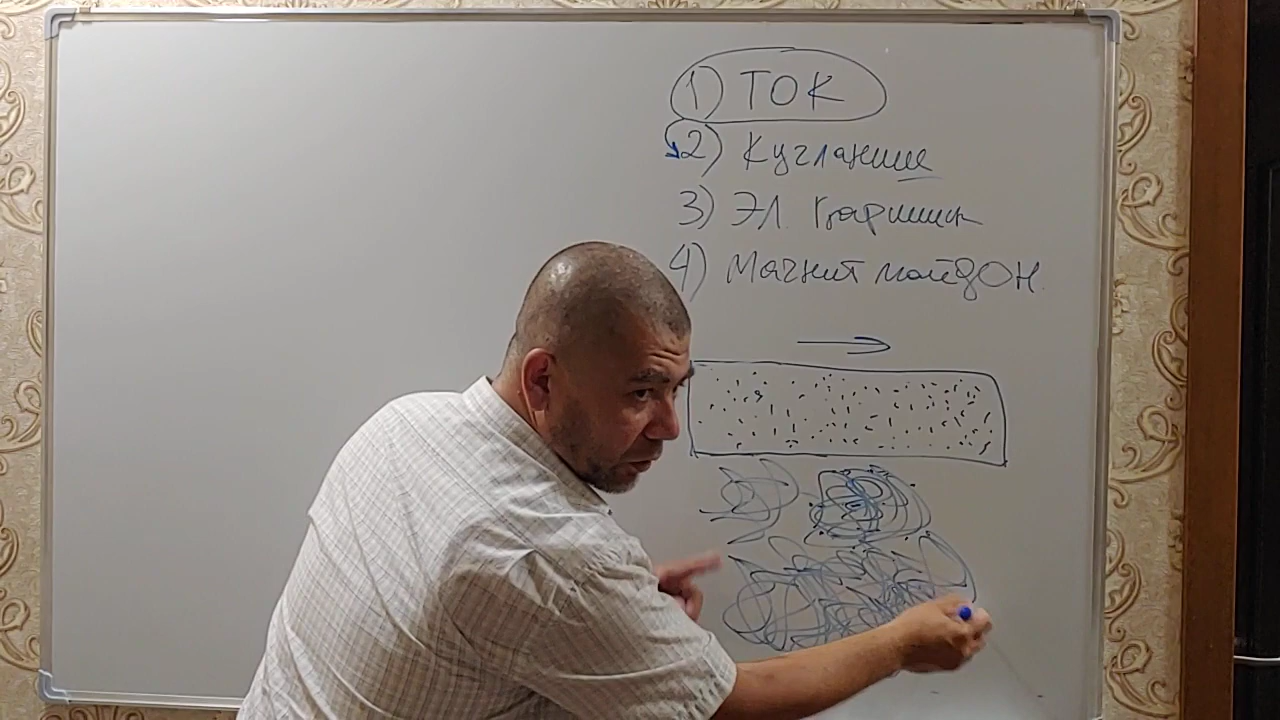 1) ТОК
2) Кучланиш
3) Эл. қаршилик
4) Магнит майдон.